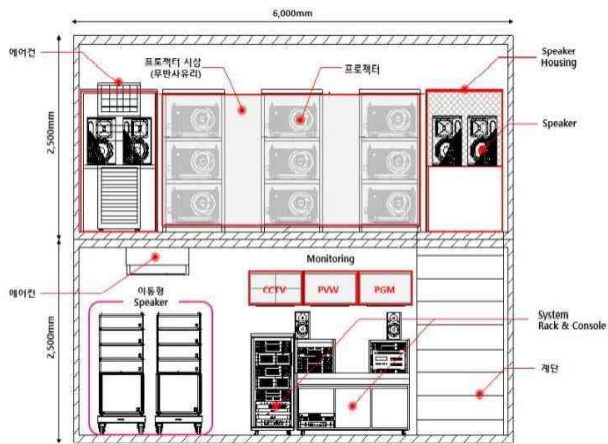 6,000mm
에어컨
프로젝터 시창
(무반사유리)
프로젝터
Speaker
Housing
Speaker
2,500mm
Monitoring
CCTV
PVW
PGM
에어컨
이동형
Speaker
System
Rack & Console
계단
2,500mm